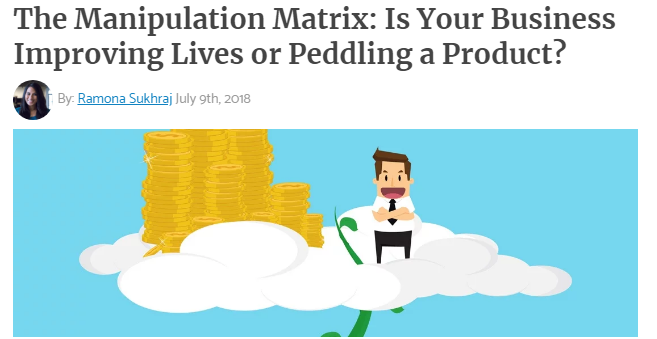 The Manipulation Matrix: Is Your Business
Improving Lives or Peddling a Product?
By: Ramona Sukhraj July 9th, 2018